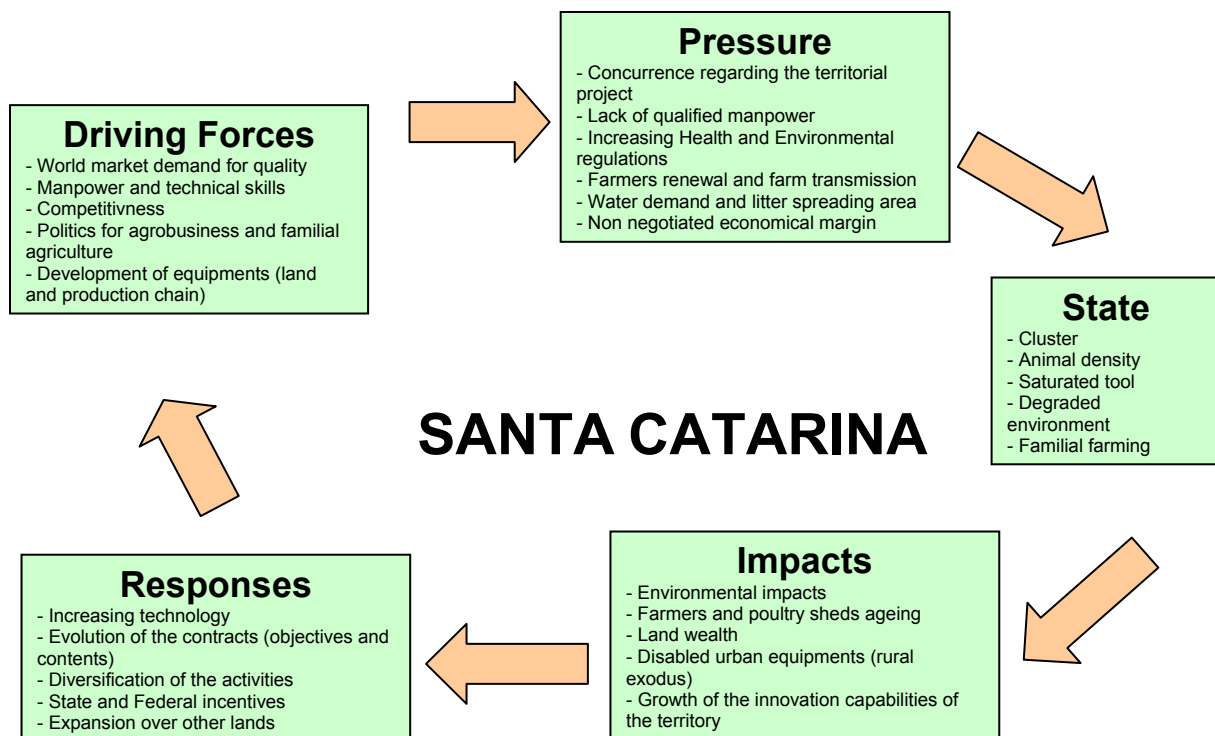 Driving Forces
- World market demand for quality
- Manpower and technical skills
- Competitivness
- Politics for agrobusiness and familial
agriculture
- Development of equipments (land
and production chain)
Pressure
- Concurrence regarding the territorial
project
- Lack of qualified manpower
- Increasing Health and Environmental
regulations
- Farmers renewal and farm transmission
- Water demand and litter spreading area
- Non negotiated economical margin
State
- Cluster
- Animal density
- Saturated tool
- Degraded
environment
- Familial farming
SANTA CATARINA
Impacts
- Environmental impacts
- Farmers and poultry sheds ageing
- Land wealth
- Disabled urban equipments (rural
exodus)
- Growth of the innovation capabilities of
the territory
Responses
- Increasing technology
- Evolution of the contracts (objectives and
contents)
- Diversification of the activities
- State and Federal incentives
- Expansion over other lands